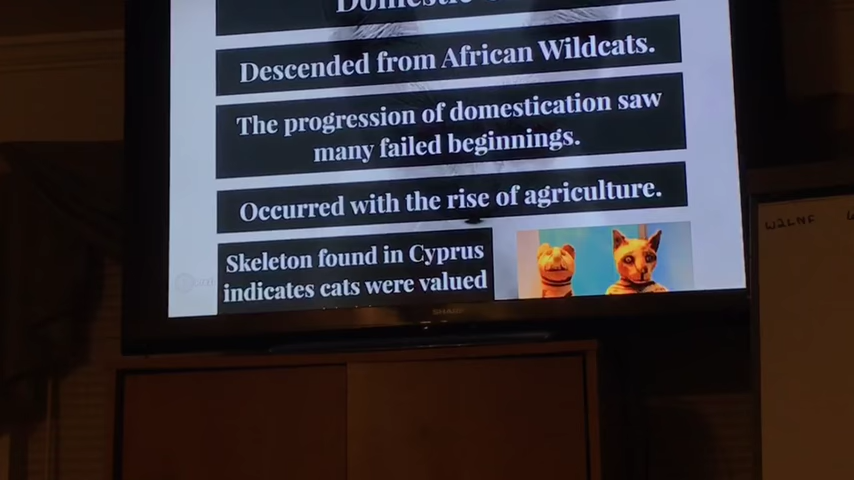 Domestic
Descended from African Wildcats.
The progression of domestication saw
many failed beginnings.
Occurred with the rise of agriculture.
Skeleton found in Cyprus
indicates cats were valued
SHARP